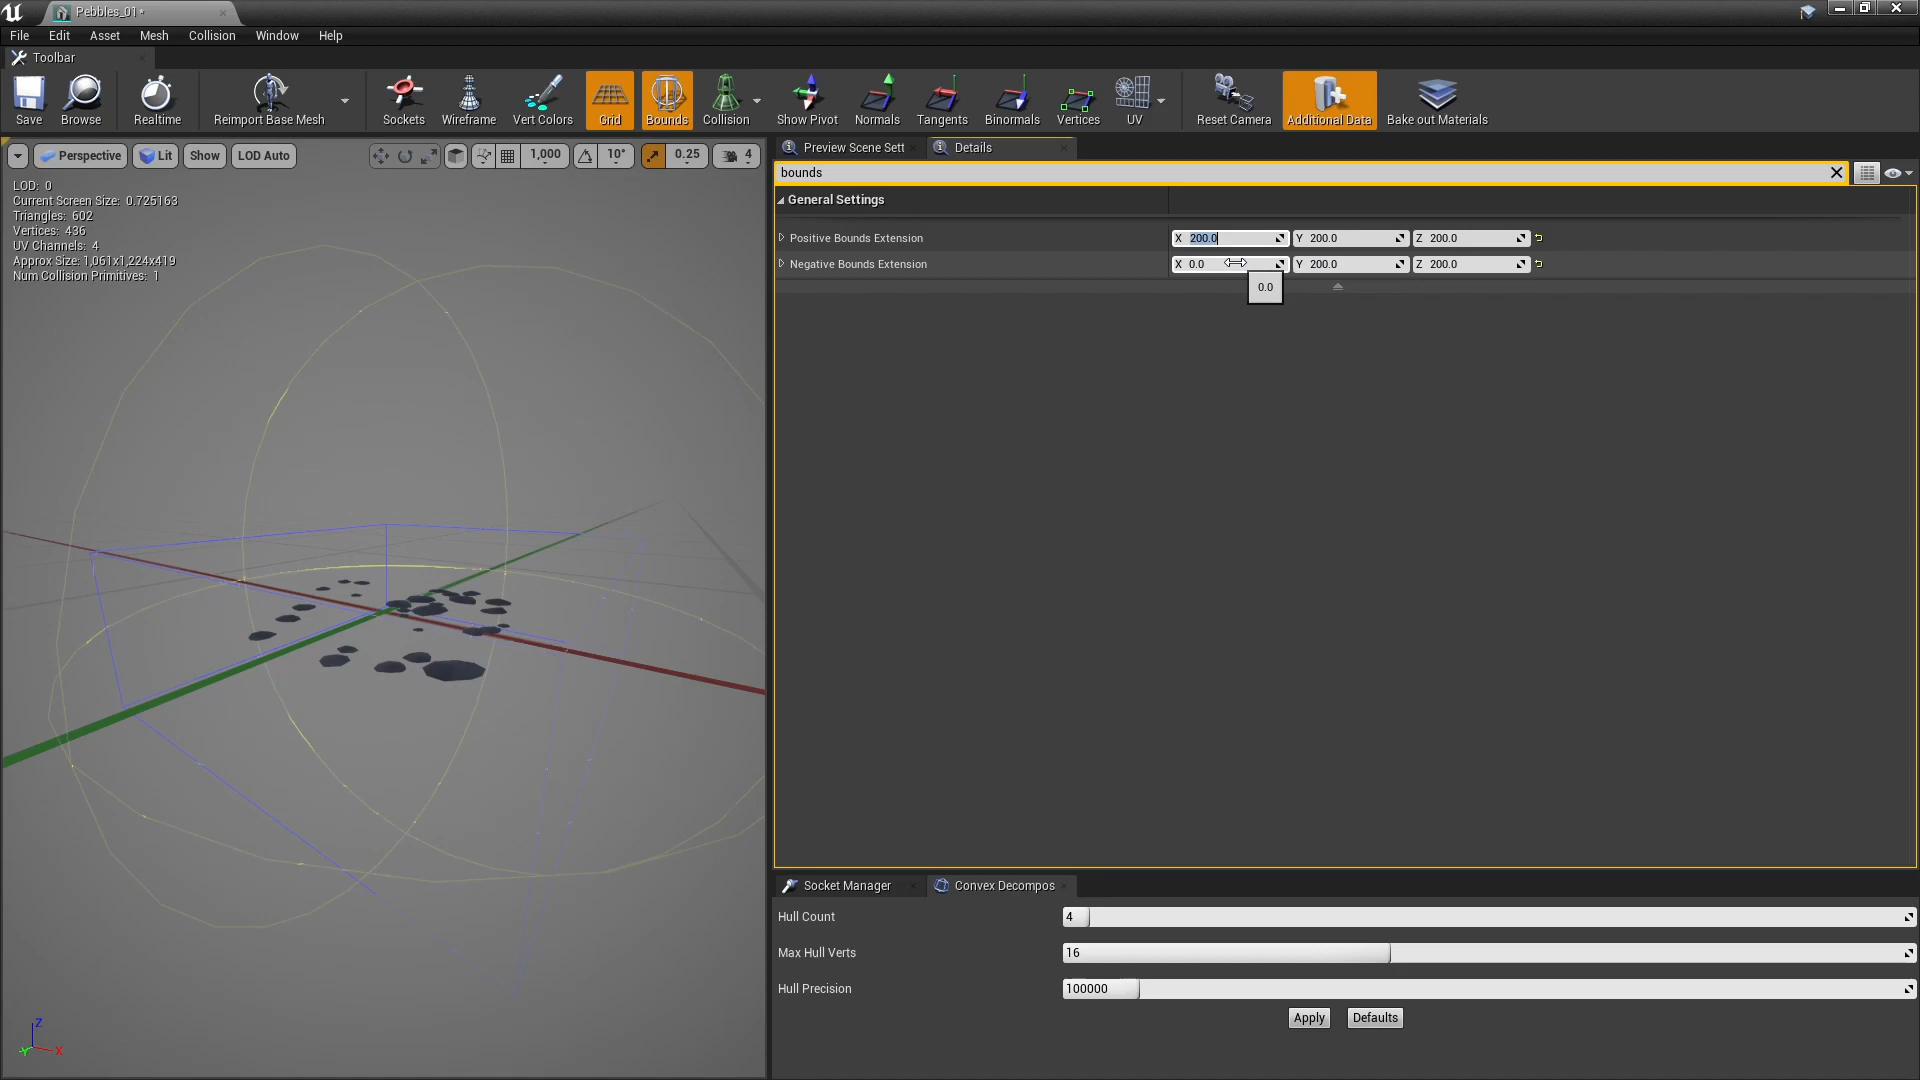 Pebbles_01*
File Edit Asset Mesh Collision Window Help
Toolbar
Save Browse Realtime Reimport Base Mesh Sockets Wireframe Vert Colors Grid Bounds Collision Show Pivot Normals Tangents Binormals Vertices UV Reset Camera Additional Data Bake out Materials
Perspective Lit Show LOD Auto 1,000 10° 0.25 4
LOD: 0
Current Screen Size: 0.725163
Triangles: 602
Vertices: 436
UV Channels: 4
Approx Size: 1,061x1,224x419
Num Collision Primitives: 1
Z
Y
X
Preview Scene Sett Details
bounds
General Settings
Positive Bounds Extension X 200.0 Y 200.0 Z 200.0
Negative Bounds Extension X 0.0 Y 200.0 Z 200.0
0.0
Socket Manager Convex Decompos
Hull Count 4
Max Hull Verts 16
Hull Precision 100000
Apply Defaults